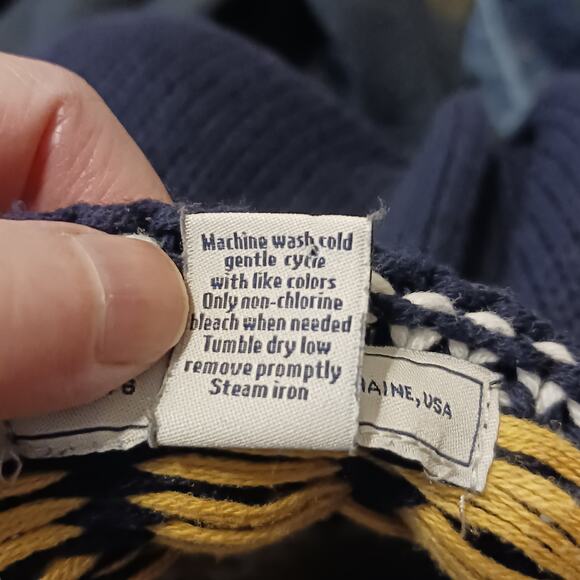 Machine wash cold
gentle cycle
with like colors
Only non-chlorine
bleach when needed
Tumble dry low
remove promptly
Steam iron
MAINE, USA